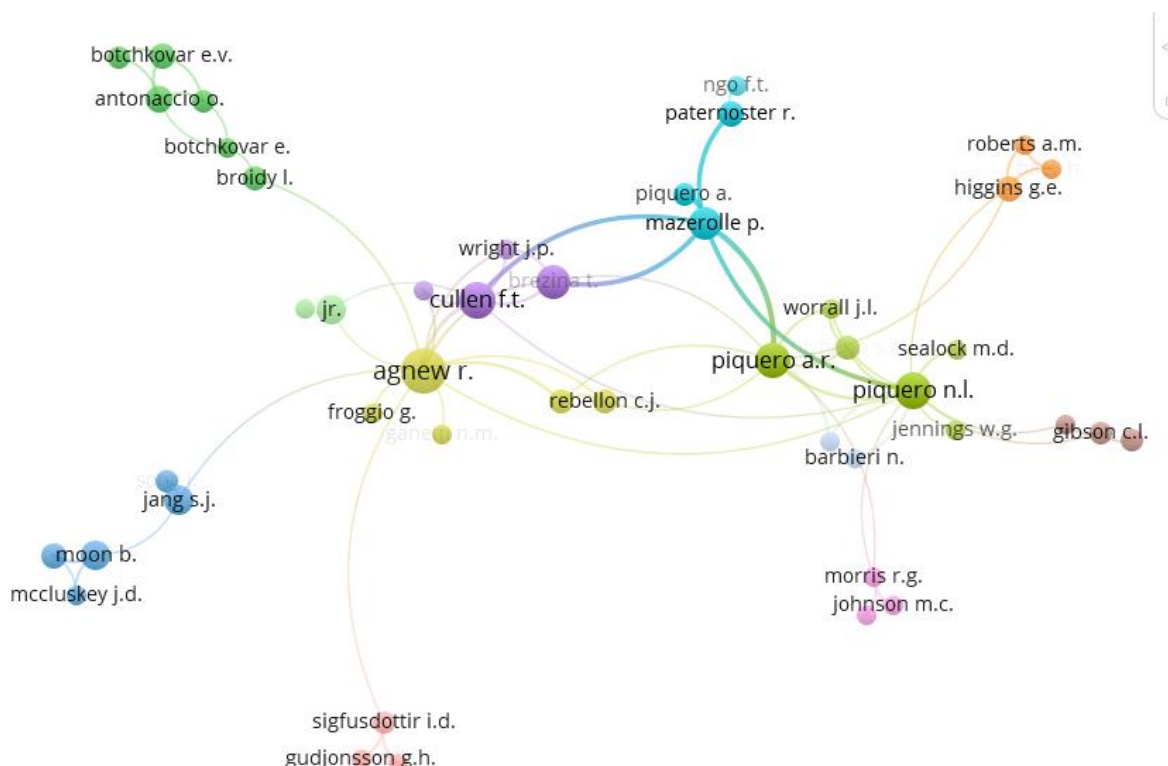 botchkovar e.v.
ngo f.t.
antonaccio o.
paternoster r.
botchkovar e.
roberts a.m.
broidy l.
higgins g.e.
piquero a.
mazerolle p.
wright j.p.
brezina t.
cullen f.t.
jr.
worrall j.l.
sealock m.d.
agnew r.
piquero a.r.
piquero n.l.
froggio g.
rebellon c.j.
ganem n.m.
jennings w.g.
gibson c.l.
barbieri n.
jang s.j.
moon b.
mccluskey j.d.
morris r.g.
johnson m.c.
sigfusdottir i.d.
gudjonsson g.h.